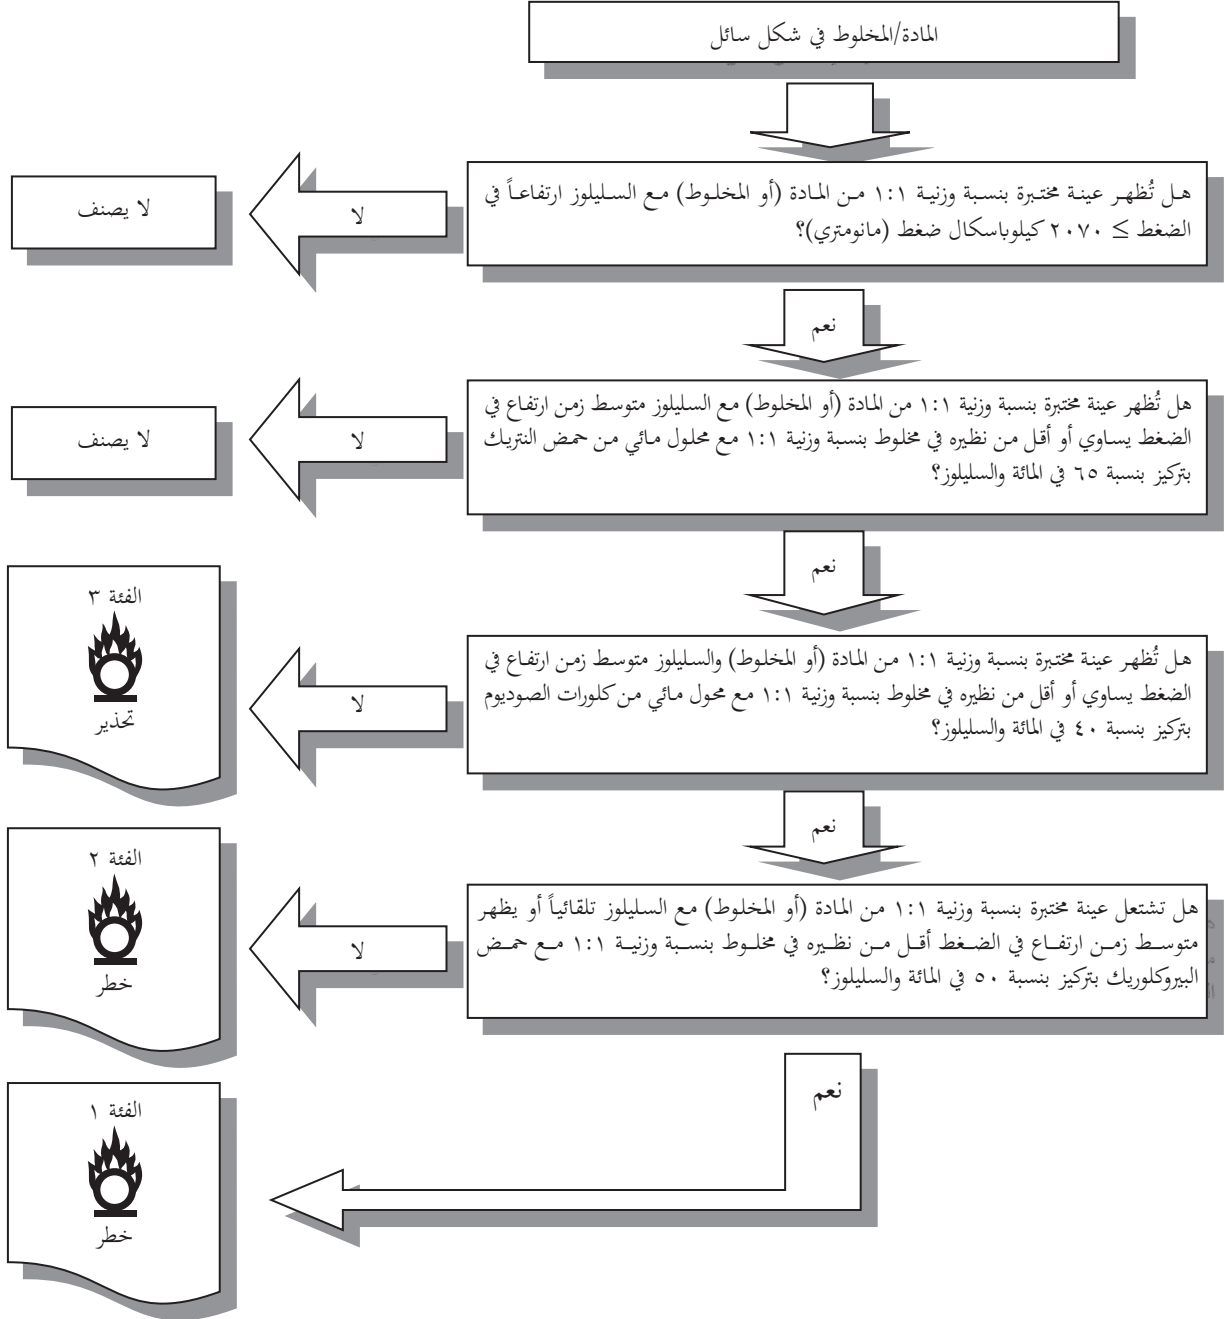 المادة/المخلوط في شكل سائل
هل تُظهر عينة مختبرة بنسبة وزنية ١:١ من المادة (أو المخلوط) مع السليلوز ارتفاعاً في
الضغط ≥ ٢٠٧٠ كيلوباسكال ضغط (مانومتري)؟
لا
لا يصنف
نعم
هل تُظهر عينة مختبرة بنسبة وزنية ١:١ من المادة (أو المخلوط) مع السليلوز متوسط زمن ارتفاع في
الضغط يساوي أو أقل من نظيره في مخلوط بنسبة وزنية ١:١ مع محلول مائي من حمض النتريك
بتركيز بنسبة ٦٥ في المائة والسليلوز؟
لا
لا يصنف
نعم
هل تُظهر عينة مختبرة بنسبة وزنية ١:١ من المادة (أو المخلوط) والسليلوز متوسط زمن ارتفاع في
الضغط يساوي أو أقل من نظيره في مخلوط بنسبة وزنية ١:١ مع محول مائي من كلورات الصوديوم
بتركيز بنسبة ٤٠ في المائة والسليلوز؟
لا
الفئة ٣
تحذير
نعم
هل تشتعل عينة مختبرة بنسبة وزنية ١:١ من المادة (أو المخلوط) مع السليلوز تلقائياً أو يظهر
متوسط زمن ارتفاع في الضغط أقل من نظيره في مخلوط بنسبة وزنية ١:١ مع حمض
البيروكلوريك بتركيز بنسبة ٥٠ في المائة والسليلوز؟
لا
الفئة ٢
خطر
نعم
الفئة ١
خطر